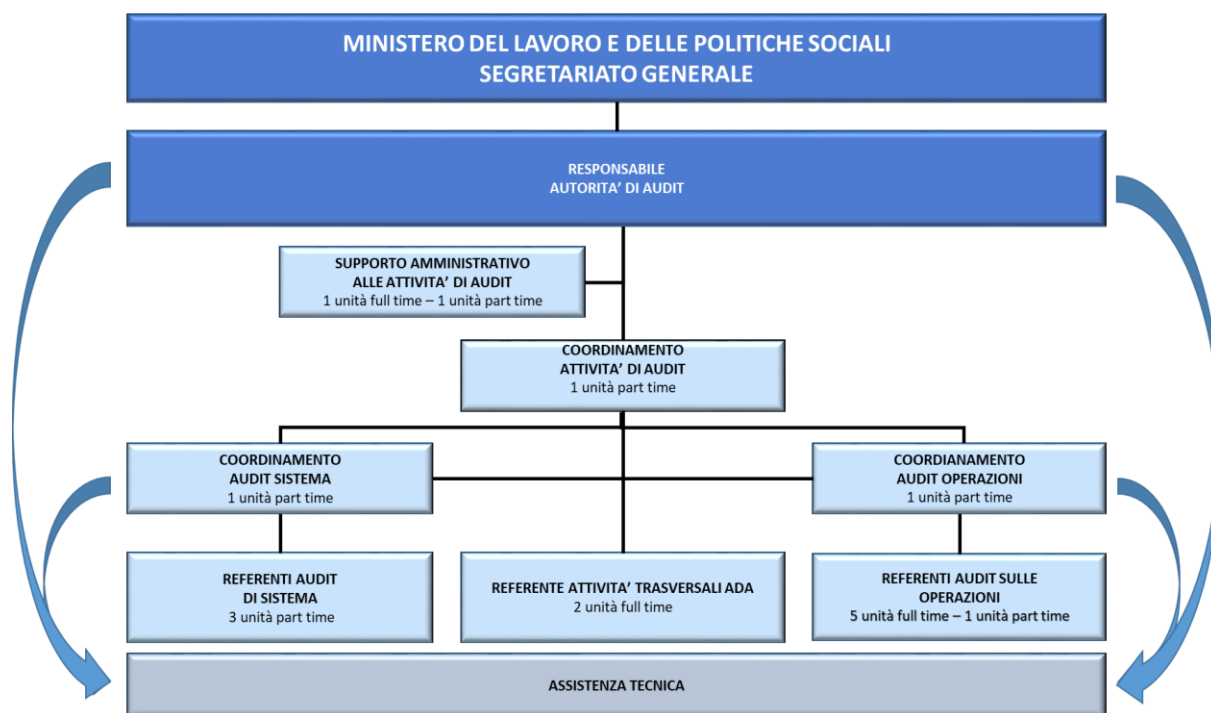 MINISTERO DEL LAVORO E DELLE POLITICHE SOCIALI
SEGRETARIATO GENERALE
RESPONSABILE
AUTORITA' DI AUDIT
SUPPORTO AMMINISTRATIVO
ALLE ATTIVITA' DI AUDIT
1 unità full time – 1 unità part time
COORDINAMENTO
ATTIVITA' DI AUDIT
1 unità part time
COORDINAMENTO
AUDIT SISTEMA
1 unità part time
COORDIANAMENTO
AUDIT OPERAZIONI
1 unità part time
REFERENTI AUDIT
DI SISTEMA
3 unità part time
REFERENTE ATTIVITA' TRASVERSALI ADA
2 unità full time
REFERENTI AUDIT SULLE
OPERAZIONI
5 unità full time – 1 unità part time
ASSISTENZA TECNICA